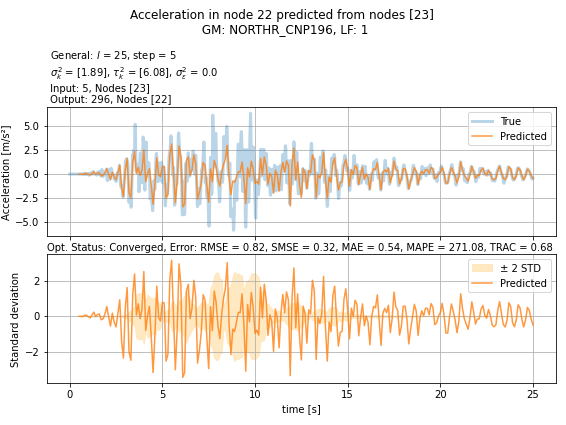 Acceleration in node 22 predicted from nodes [23]
GM: NORTHR_CNP196, LF: 1
General: l = 25, step = 5
σ²ₖ = [1.89], τ²ₖ = [6.08], σ²ε = 0.0
Input: 5, Nodes [23]
Output: 296, Nodes [22]
Acceleration [m/s²]
5.0
2.5
0.0
−2.5
−5.0
True
Predicted
Opt. Status: Converged, Error: RMSE = 0.82, SMSE = 0.32, MAE = 0.54, MAPE = 271.08, TRAC = 0.68
Standard deviation
2
0
−2
± 2 STD
Predicted
0
5
10
15
20
25
time [s]